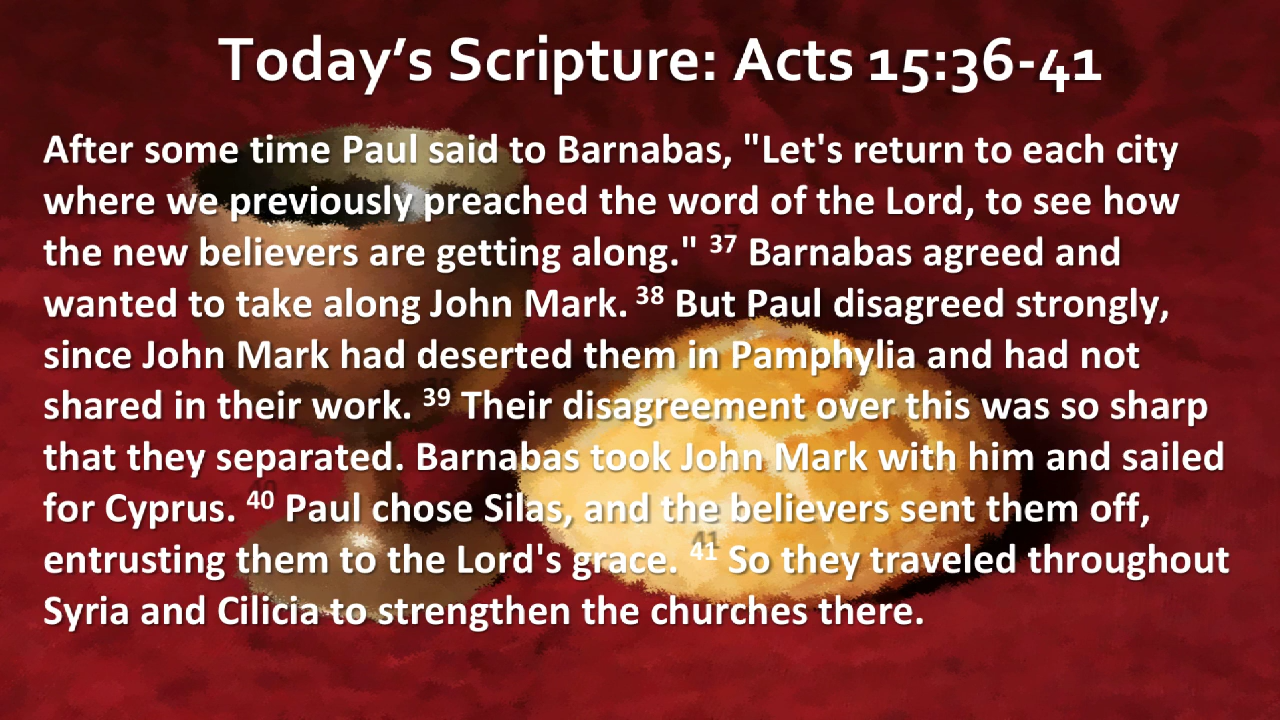 Today’s Scripture: Acts 15:36-41
After some time Paul said to Barnabas, "Let's return to each city
where we previously preached the word of the Lord, to see how
the new believers are getting along." 37 Barnabas agreed and
wanted to take along John Mark. 38 But Paul disagreed strongly,
since John Mark had deserted them in Pamphylia and had not
shared in their work. 39 Their disagreement over this was so sharp
that they separated. Barnabas took John Mark with him and sailed
for Cyprus. 40 Paul chose Silas, and the believers sent them off,
entrusting them to the Lord's grace. 41 So they traveled throughout
Syria and Cilicia to strengthen the churches there.